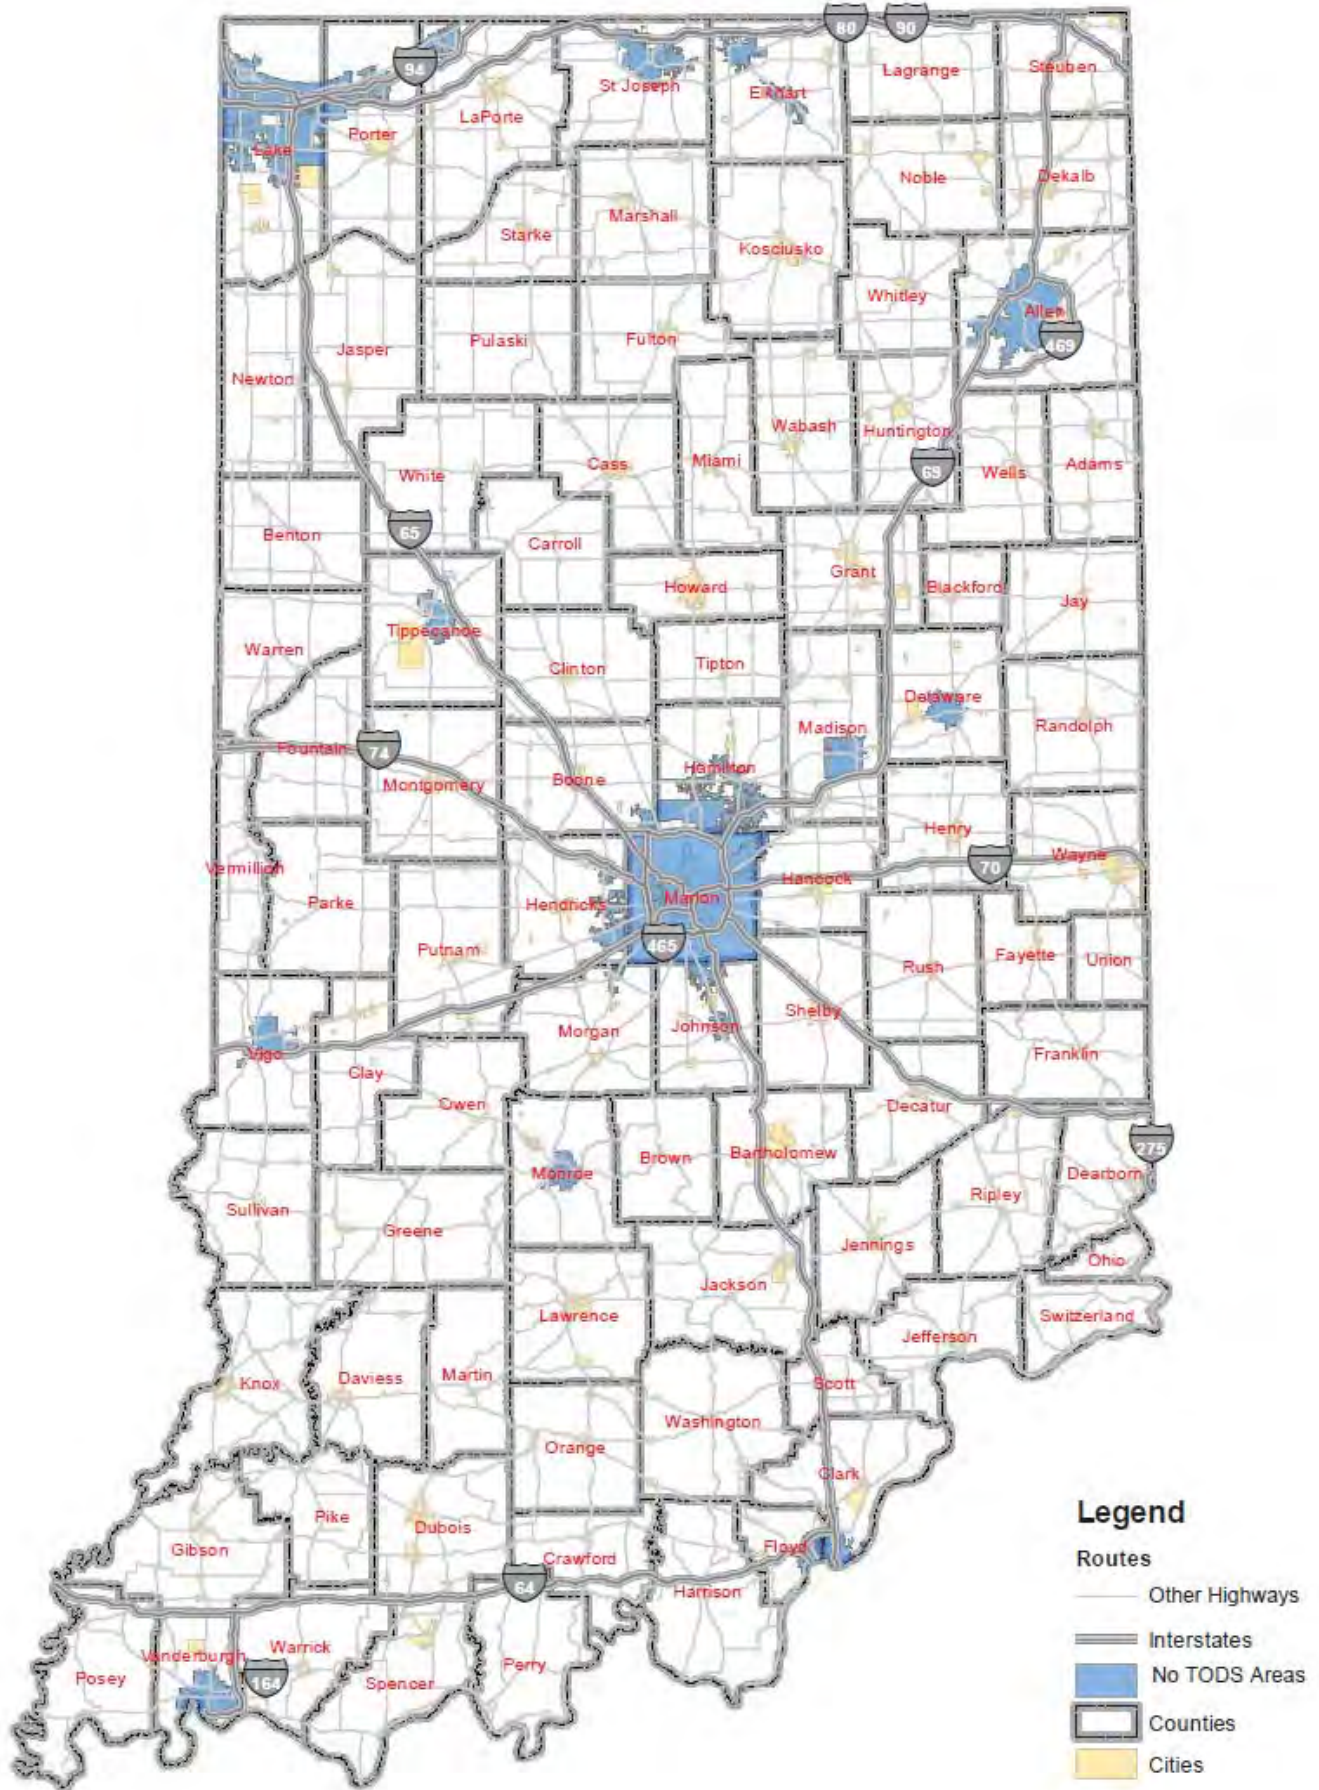 80
90
94
Lagrange
Steuben
St Joseph
Elkhart
LaPorte
Porter
Lake
Noble
Dekalb
Marshall
Starke
Kosciusko
Whitley
Allen
469
Pulaski
Fulton
Jasper
Newton
Wabash
Huntington
Miami
Cass
White
69
Wells
Adams
65
Benton
Carroll
Grant
Howard
Blackford
Jay
Tippecanoe
Warren
Clinton
Tipton
Delaware
Randolph
Madison
Fountain
74
Hamilton
Boone
Montgomery
Henry
Wayne
70
Vermillion
Hancock
Marion
Parke
Hendricks
465
Putnam
Rush
Fayette
Union
Shelby
Johnson
Morgan
Vigo
Franklin
Clay
Owen
Decatur
275
Monroe
Brown
Bartholomew
Dearborn
Ripley
Sullivan
Greene
Jennings
Ohio
Jackson
Lawrence
Switzerland
Jefferson
Knox
Daviess
Martin
Scott
Washington
Orange
Clark
Pike
Dubois
Gibson
Floyd
Crawford
64
Harrison
Vanderburgh
Warrick
Perry
Posey
164
Spencer
Legend
Routes
Other Highways
Interstates
No TODS Areas
Counties
Cities